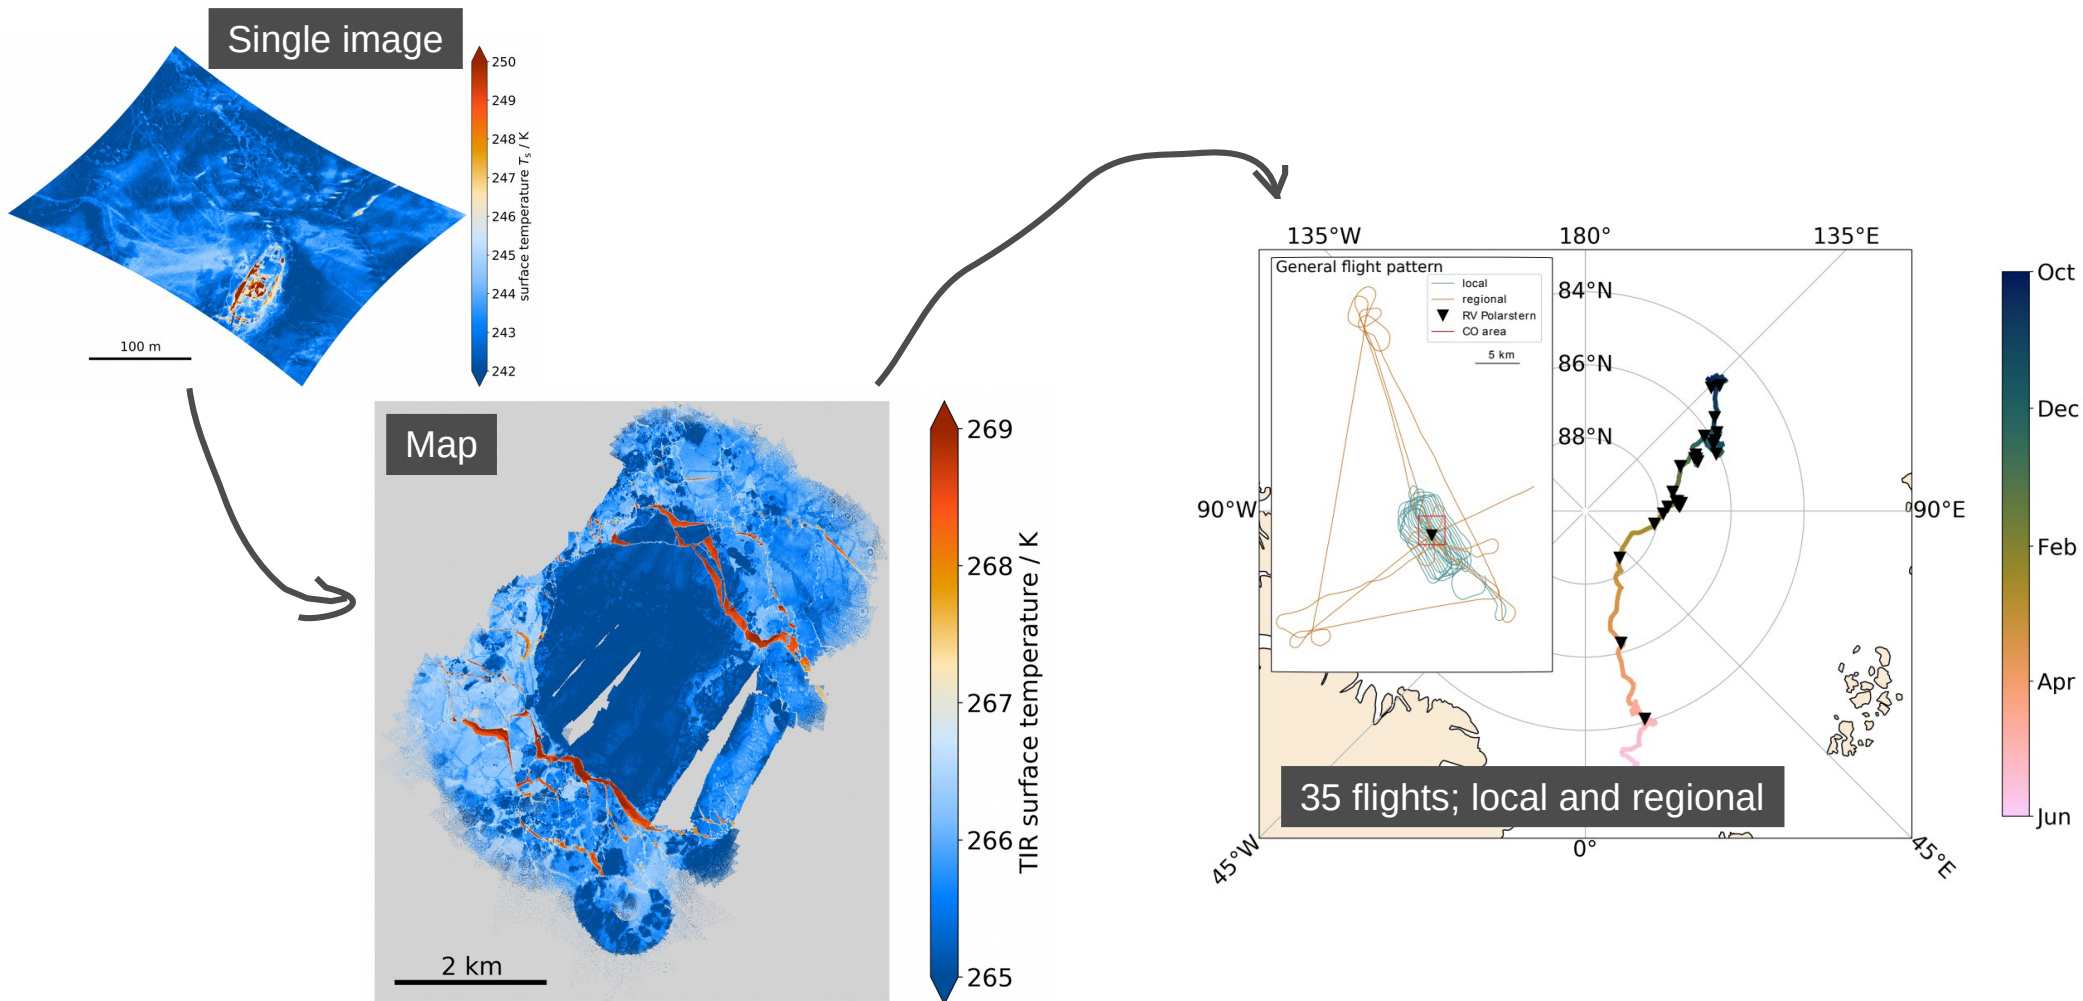 Single image
250
249
248
247
246
245
244
243
242
surface temperature Ts / K
100 m
Map
269
268
267
266
265
TIR surface temperature / K
2 km
135°W
180°
135°E
General flight pattern
local
regional
RV Polarstern
CO area
5 km
84°N
86°N
88°N
90°W
90°E
45°W
0°
45°E
35 flights; local and regional
Oct
Dec
Feb
Apr
Jun